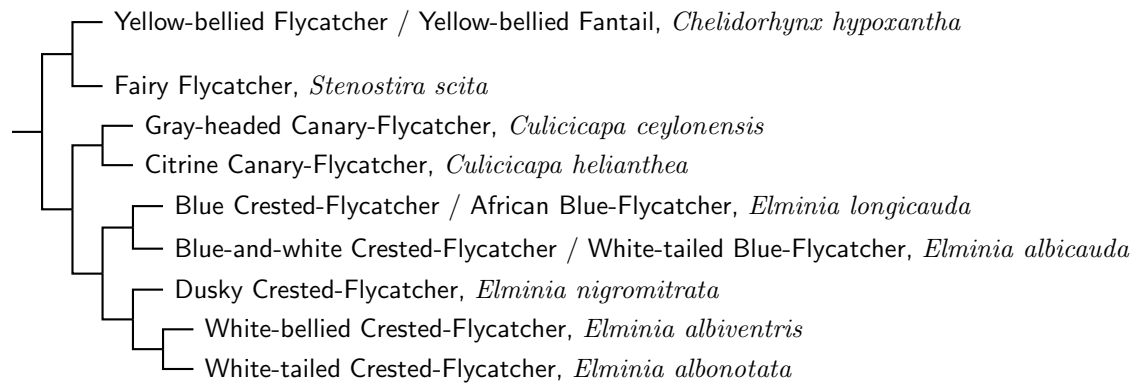 Yellow-bellied Flycatcher / Yellow-bellied Fantail, Chelidorhynx hypoxantha
Fairy Flycatcher, Stenostira scita
Gray-headed Canary-Flycatcher, Culicicapa ceylonensis
Citrine Canary-Flycatcher, Culicicapa helianthea
Blue Crested-Flycatcher / African Blue-Flycatcher, Elminia longicauda
Blue-and-white Crested-Flycatcher / White-tailed Blue-Flycatcher, Elminia albicauda
Dusky Crested-Flycatcher, Elminia nigromitrata
White-bellied Crested-Flycatcher, Elminia albiventris
White-tailed Crested-Flycatcher, Elminia albonotata